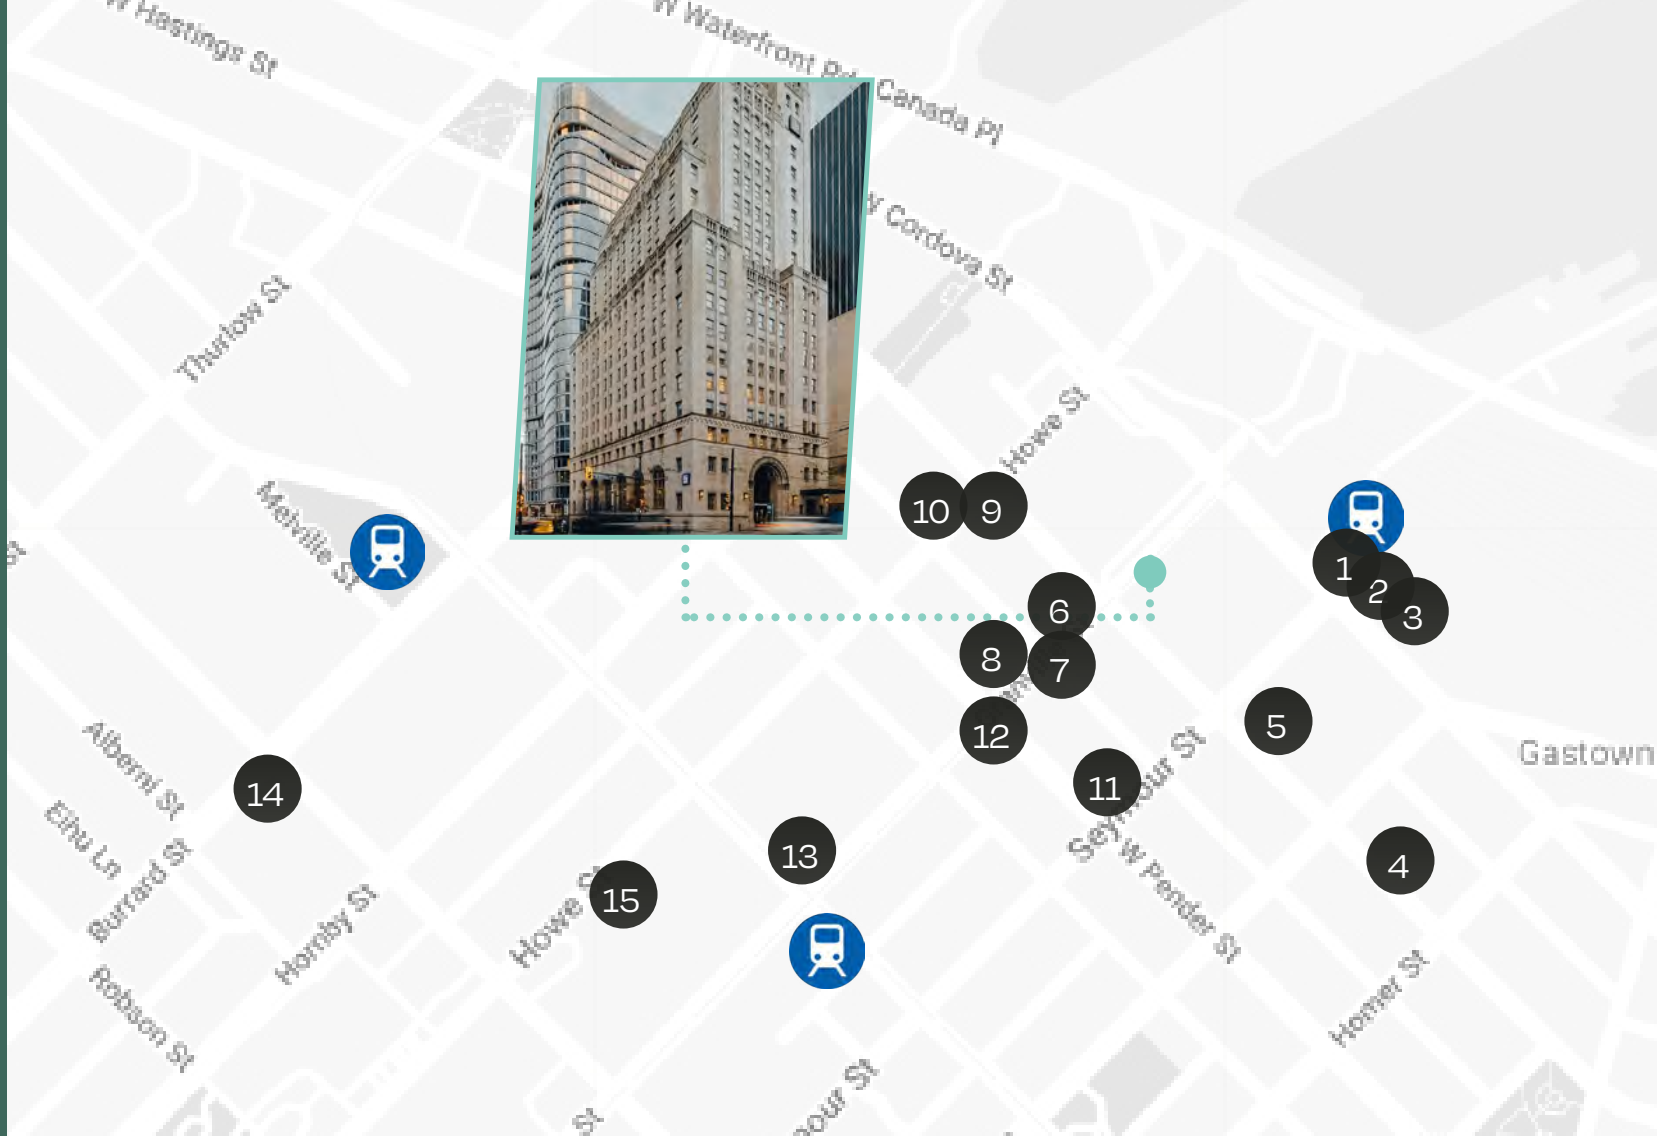 W Hastings St
W Waterfront Rd
Canada Pl
W Cordova St
Thurlow St
Howe St
Melville St
10
9
1
2
3
6
8
7
12
5
11
Seymour St
Gastown
Alberni St
14
Elhu Ln
Burrard St
13
15
Howe St
4
W Pender St
Hornby St
Homer St
Robson St
St